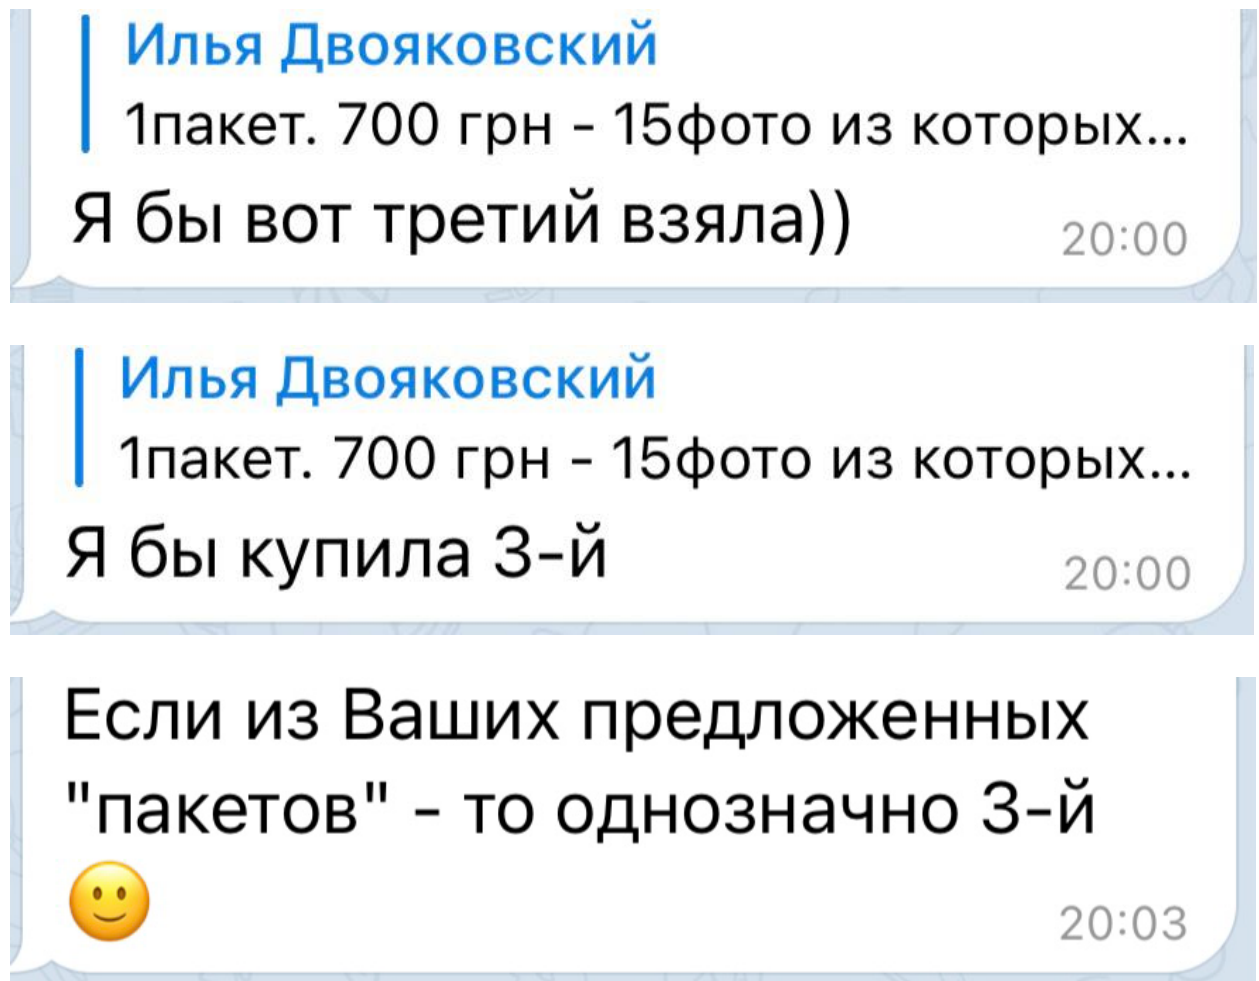 Илья Двояковский
1пакет. 700 грн - 15фото из которых...
Я бы вот третий взяла))
20:00
Илья Двояковский
1пакет. 700 грн - 15фото из которых...
Я бы купила 3-й
20:00
Если из Ваших предложенных
"пакетов" - то однозначно 3-й
🙂
20:03